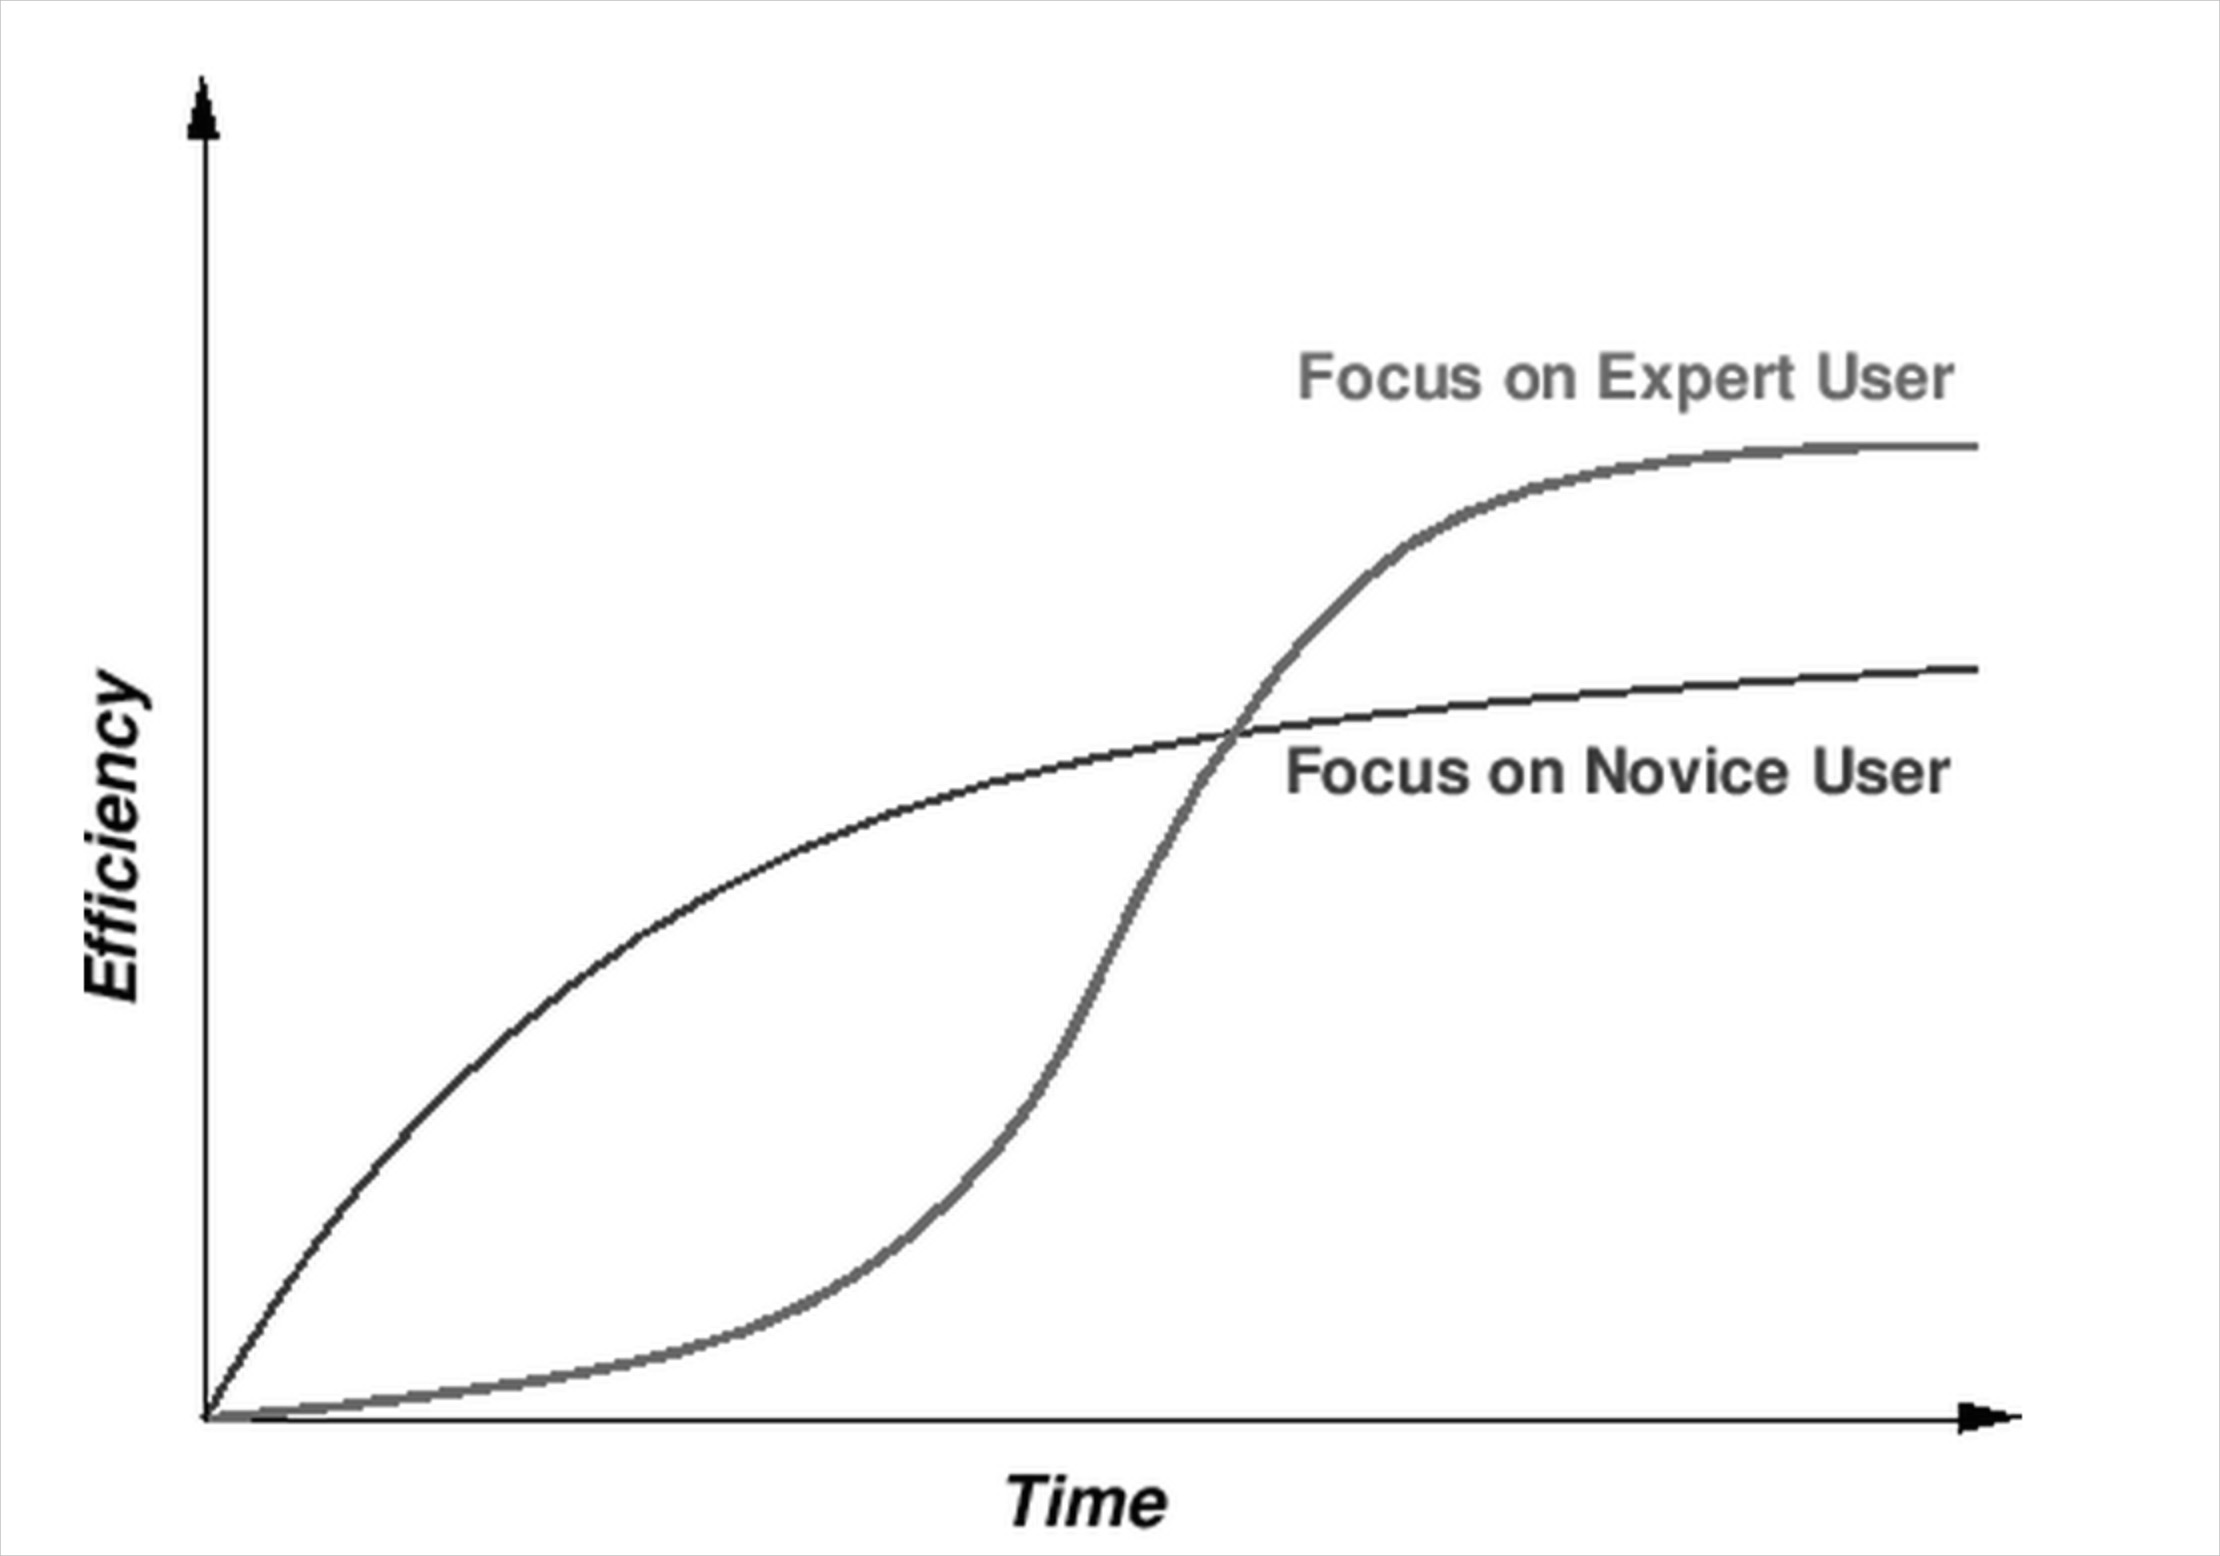 Focus on Expert User
Focus on Novice User
Efficiency
Time